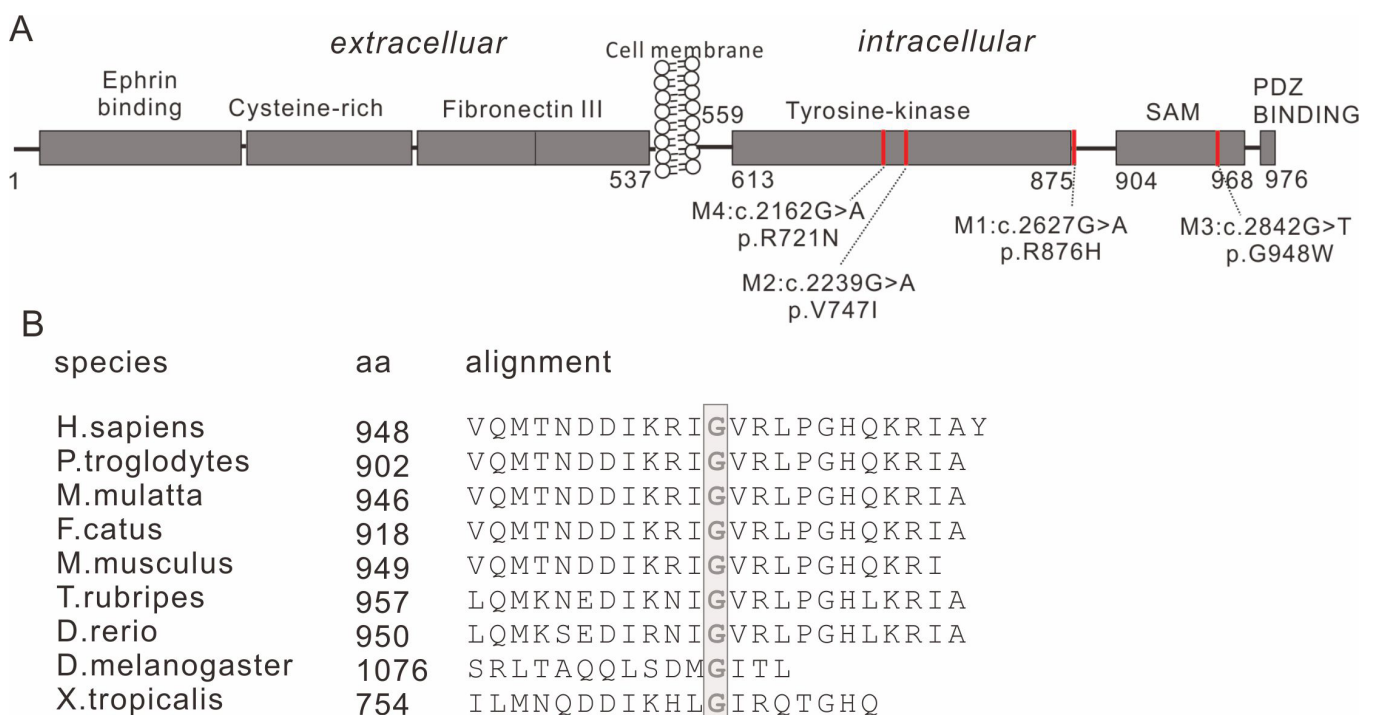 A
extracelluar
Cell membrane
intracellular
Ephrin
binding
Cysteine-rich
Fibronectin III
559
Tyrosine-kinase
SAM
PDZ
BINDING
1
537
613
875
904
968
976
M4:c.2162G>A
p.R721N
M2:c.2239G>A
p.V747I
M1:c.2627G>A
p.R876H
M3:c.2842G>T
p.G948W
B
species aa alignment
H.sapiens 948 VQMTNDDIKRIGVRLPGHQKRIAY
P.troglodytes 902 VQMTNDDIKRIGVRLPGHQKRIA
M.mulatta 946 VQMTNDDIKRIGVRLPGHQKRIA
F.catus 918 VQMTNDDIKRIGVRLPGHQKRIA
M.musculus 949 VQMTNDDIKRIGVRLPGHQKRI
T.rubripes 957 LQMKNEDIKNIGVRLPGHLKRIA
D.rerio 950 LQMKSEDIRNIGVRLPGHLKRIA
D.melanogaster 1076 SRLTAQQLSDMGITL
X.tropicalis 754 ILMNQDDIKHLGIRQTGHQ